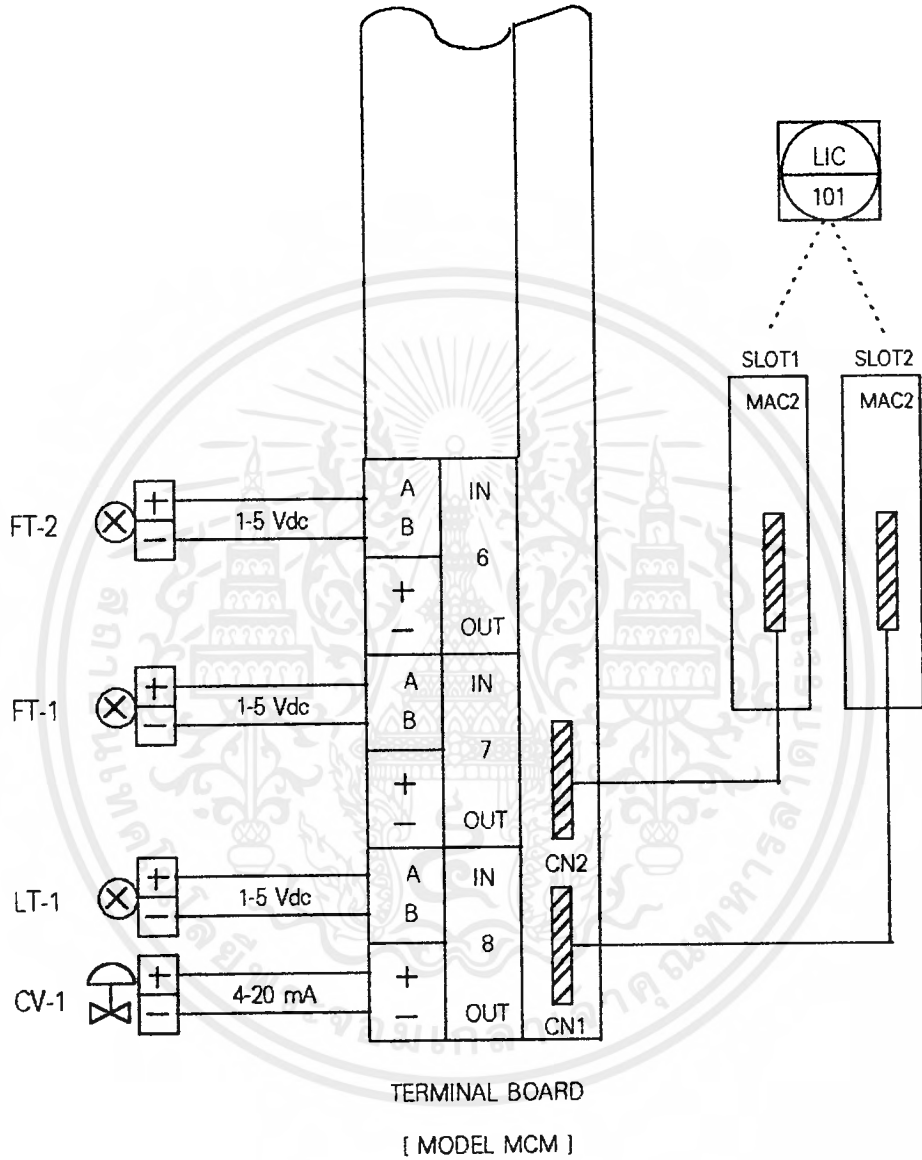 LIC
101
SLOT1 SLOT2
MAC2 MAC2
FT-2 + 1-5 Vdc A IN
- B
6
+
- OUT
FT-1 + 1-5 Vdc A IN
- B
7
+
- OUT
CN2
LT-1 + 1-5 Vdc A IN
- B
8
CV-1 + 4-20 mA +
- - OUT
CN1
TERMINAL BOARD
[ MODEL MCM ]